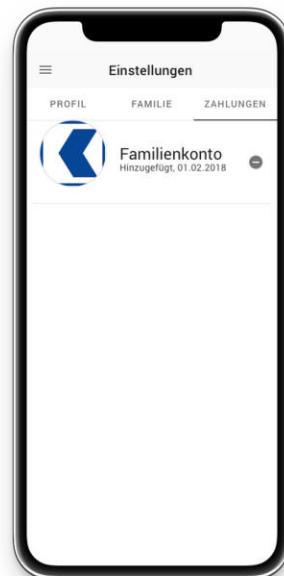 Einstellungen
PROFIL FAMILIE ZAHLUNGEN
Familienkonto
Hinzugefügt, 01.02.2018